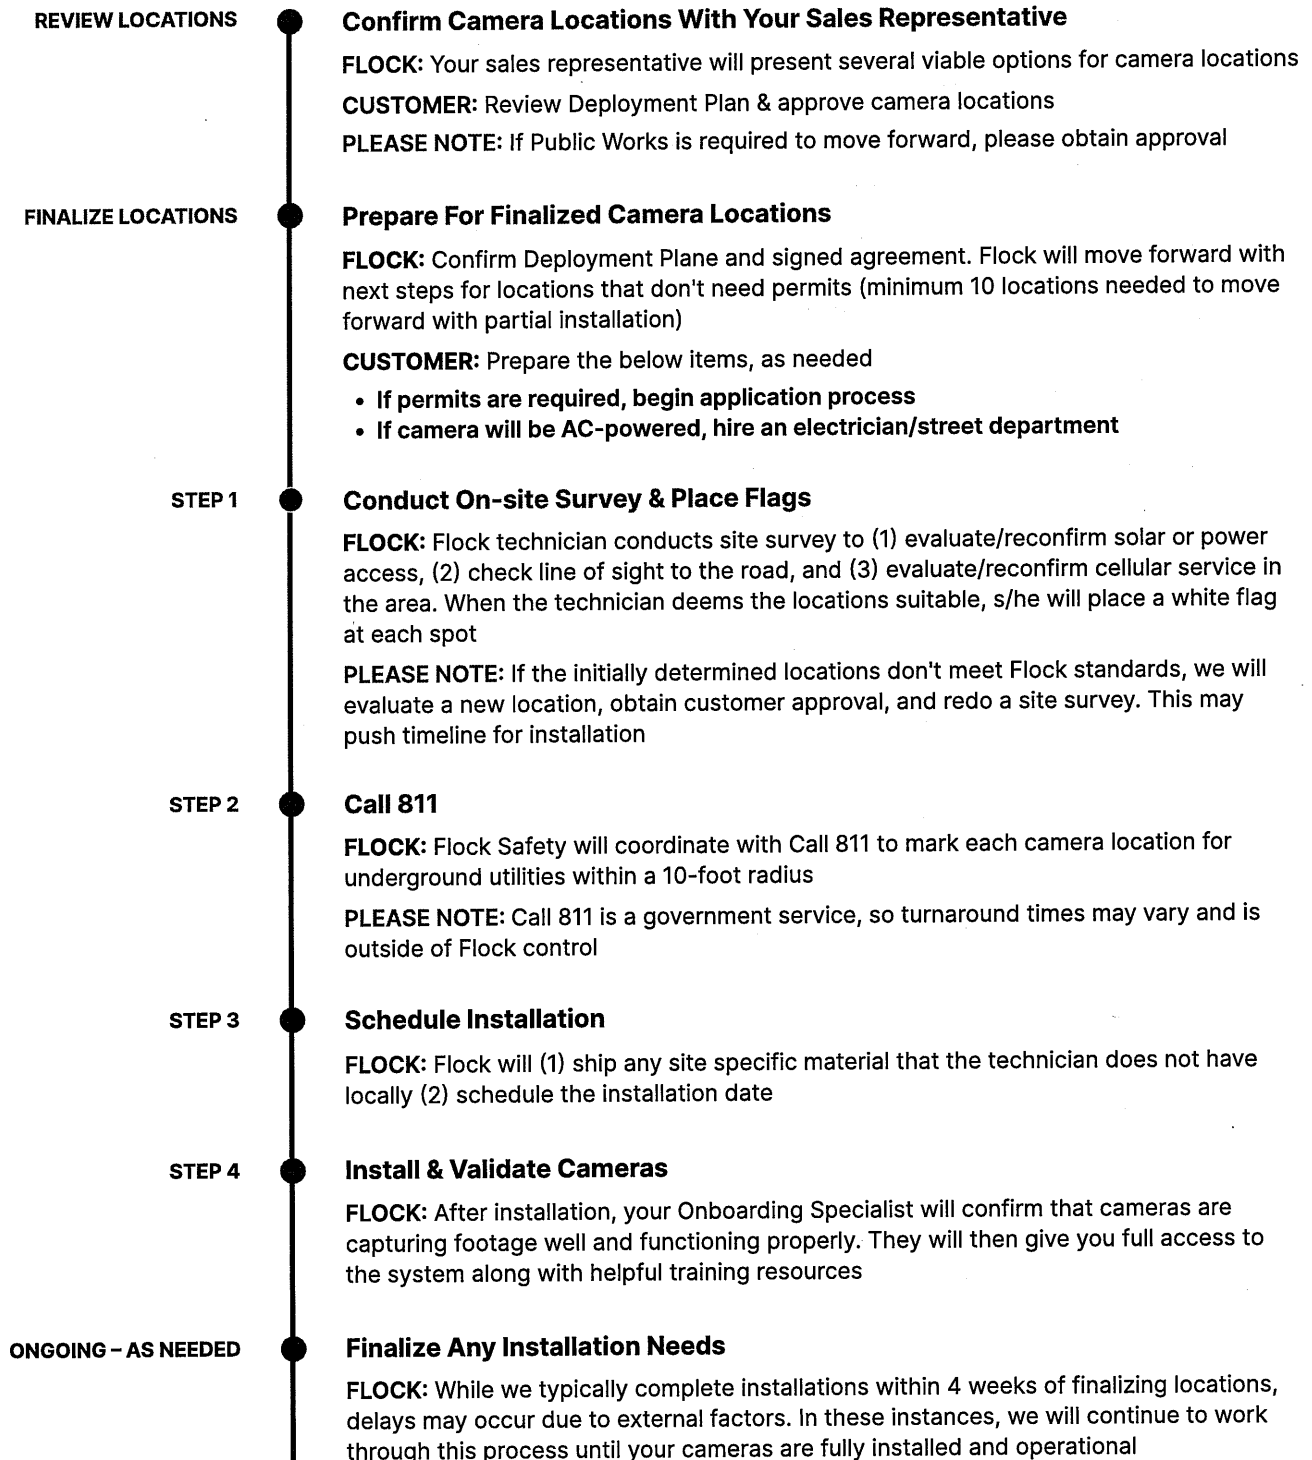 REVIEW LOCATIONS
Confirm Camera Locations With Your Sales Representative
FLOCK: Your sales representative will present several viable options for camera locations
CUSTOMER: Review Deployment Plan & approve camera locations
PLEASE NOTE: If Public Works is required to move forward, please obtain approval
FINALIZE LOCATIONS
Prepare For Finalized Camera Locations
FLOCK: Confirm Deployment Plane and signed agreement. Flock will move forward with
next steps for locations that don't need permits (minimum 10 locations needed to move
forward with partial installation)
CUSTOMER: Prepare the below items, as needed
• If permits are required, begin application process
• If camera will be AC-powered, hire an electrician/street department
STEP 1
Conduct On-site Survey & Place Flags
FLOCK: Flock technician conducts site survey to (1) evaluate/reconfirm solar or power
access, (2) check line of sight to the road, and (3) evaluate/reconfirm cellular service in
the area. When the technician deems the locations suitable, s/he will place a white flag
at each spot
PLEASE NOTE: If the initially determined locations don't meet Flock standards, we will
evaluate a new location, obtain customer approval, and redo a site survey. This may
push timeline for installation
STEP 2
Call 811
FLOCK: Flock Safety will coordinate with Call 811 to mark each camera location for
underground utilities within a 10-foot radius
PLEASE NOTE: Call 811 is a government service, so turnaround times may vary and is
outside of Flock control
STEP 3
Schedule Installation
FLOCK: Flock will (1) ship any site specific material that the technician does not have
locally (2) schedule the installation date
STEP 4
Install & Validate Cameras
FLOCK: After installation, your Onboarding Specialist will confirm that cameras are
capturing footage well and functioning properly. They will then give you full access to
the system along with helpful training resources
ONGOING – AS NEEDED
Finalize Any Installation Needs
FLOCK: While we typically complete installations within 4 weeks of finalizing locations,
delays may occur due to external factors. In these instances, we will continue to work
through this process until your cameras are fully installed and operational